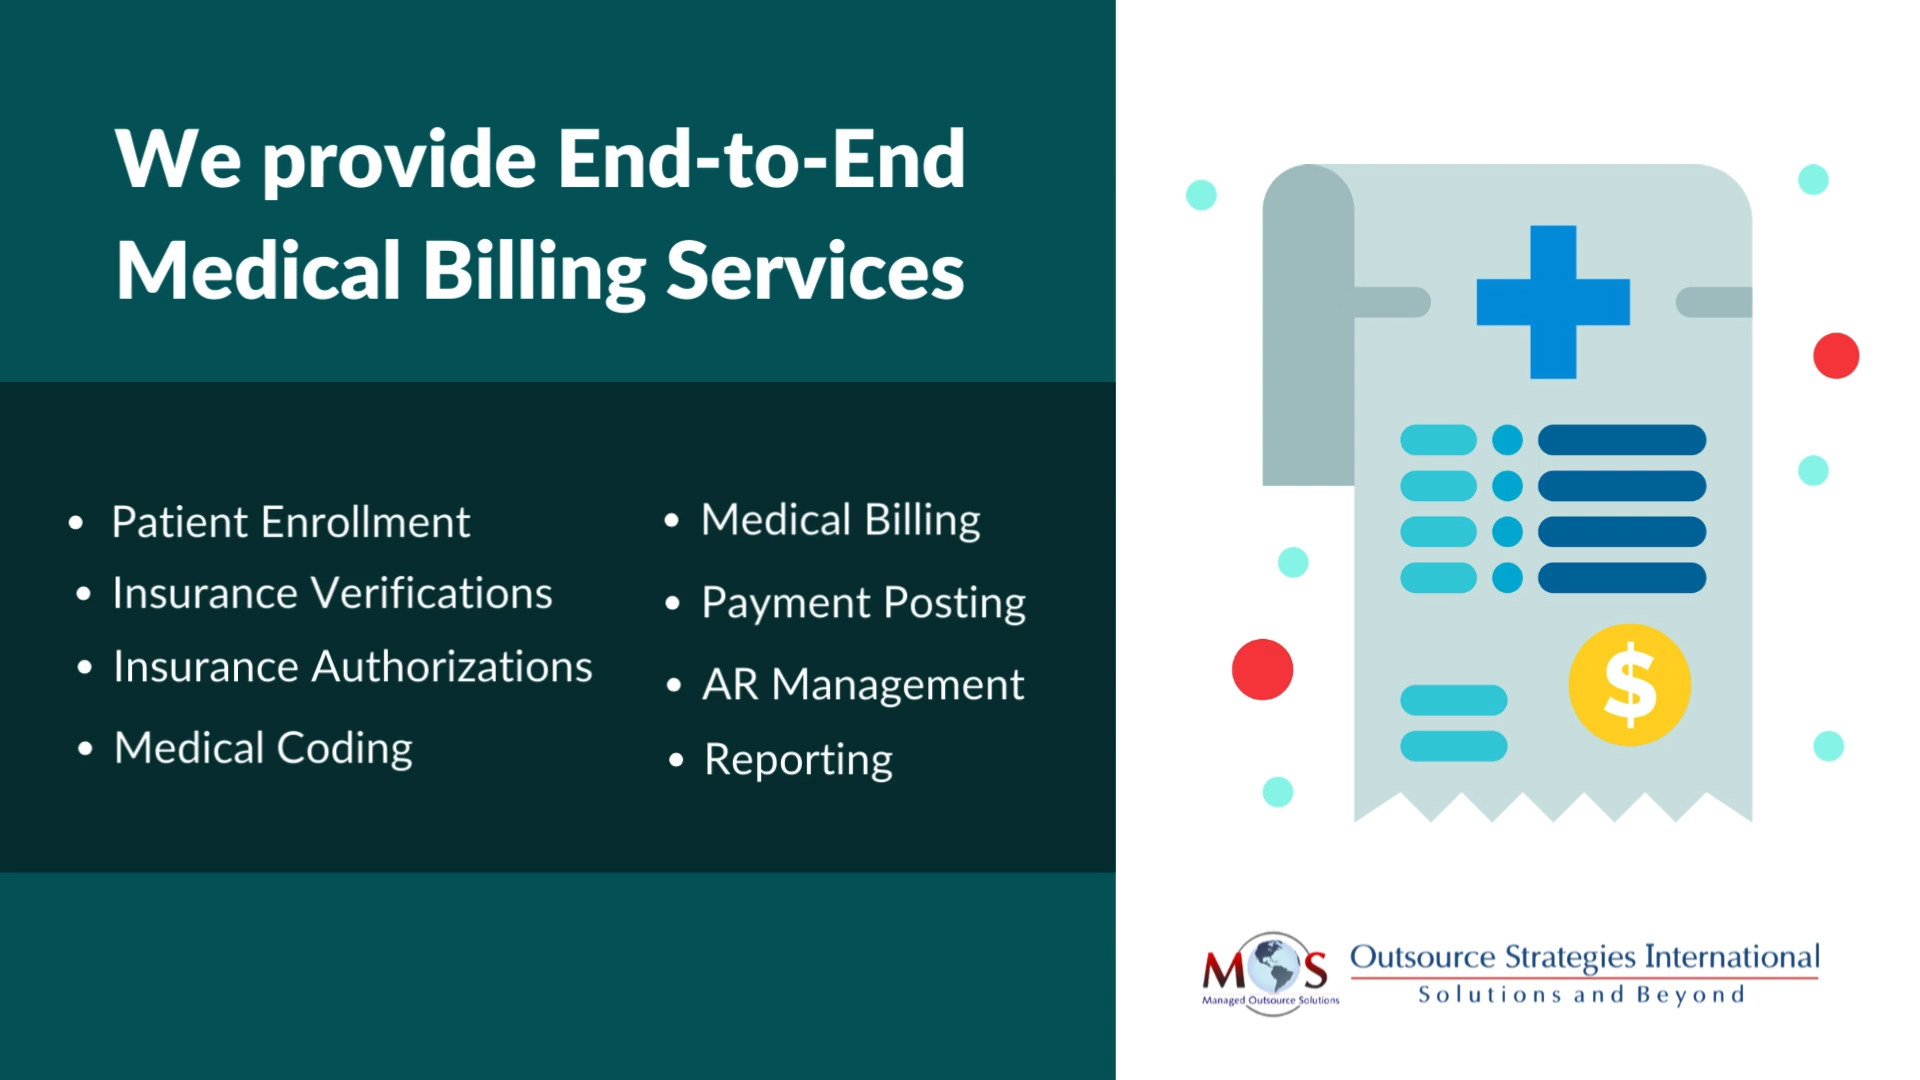 We provide End-to-End
Medical Billing Services
• Patient Enrollment
• Insurance Verifications
• Insurance Authorizations
• Medical Coding
• Medical Billing
• Payment Posting
• AR Management
• Reporting
$
MOS
Managed Outsource Solutions
Outsource Strategies International
Solutions and Beyond